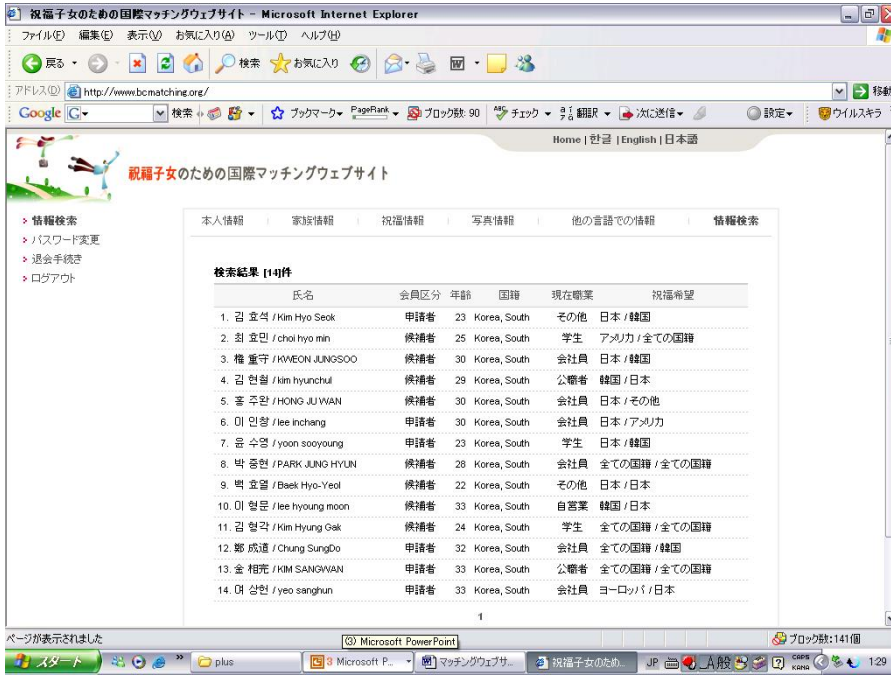 祝福子女のための国際マッチングウェブサイト - Microsoft Internet Explorer
ファイル(F) 編集(E) 表示(V) お気に入り(A) ツール(T) ヘルプ(H)
戻る 検索 お気に入り
アドレス(D) http://www.bcmatching.org/ 移動
Google 検索 ブックマーク PageRank ブロック数: 90 チェック 翻訳 次に送信 設定 ウイルスキラ
Home | 한글 | English | 日本語
祝福子女のための国際マッチングウェブサイト
情報検索
パスワード変更
退会手続き
ログアウト
本人情報 家族情報 祝福情報 写真情報 他の言語での情報 情報検索
検索結果 [14]件
氏名 会員区分 年齢 国籍 現在職業 祝福希望
1. 김 효석 / Kim Hyo Seok 申請者 23 Korea, South その他 日本 / 韓国
2. 최 효민 / choi hyo min 候補者 25 Korea, South 学生 アメリカ / 全ての国籍
3. 権 重守 / KWEON JUNGSOO 候補者 30 Korea, South 会社員 日本 / 韓国
4. 김 현철 / kim hyunchul 候補者 29 Korea, South 公職者 韓国 / 日本
5. 홍 주완 / HONG JU WAN 候補者 30 Korea, South 会社員 日本 / その他
6. 이 인창 / lee inchang 申請者 30 Korea, South 会社員 日本 / アメリカ
7. 윤 수영 / yoon sooyoung 申請者 23 Korea, South 学生 日本 / 韓国
8. 박 중현 / PARK JUNG HYUN 候補者 28 Korea, South 会社員 全ての国籍 / 全ての国籍
9. 백 효열 / Baek Hyo-Yeol 候補者 22 Korea, South その他 日本 / 日本
10. 이 형문 / lee hyoung moon 候補者 33 Korea, South 自営業 韓国 / 日本
11. 김 형각 / Kim Hyung Gak 候補者 24 Korea, South 学生 全ての国籍 / 全ての国籍
12. 鄭 成道 / Chung SungDo 申請者 32 Korea, South 会社員 全ての国籍 / 韓国
13. 金 相完 / KIM SANGWAN 申請者 33 Korea, South 公職者 全ての国籍 / 全ての国籍
14. 여 상헌 / yeo sanghun 申請者 33 Korea, South 会社員 ヨーロッパ / 日本
1
ページが表示されました ブロック数:141個
(3) Microsoft PowerPoint
スタート plus 3 Microsoft P... マッチングウェブサ... 祝福子女のため... JP A般 CAPS KANA 1:29